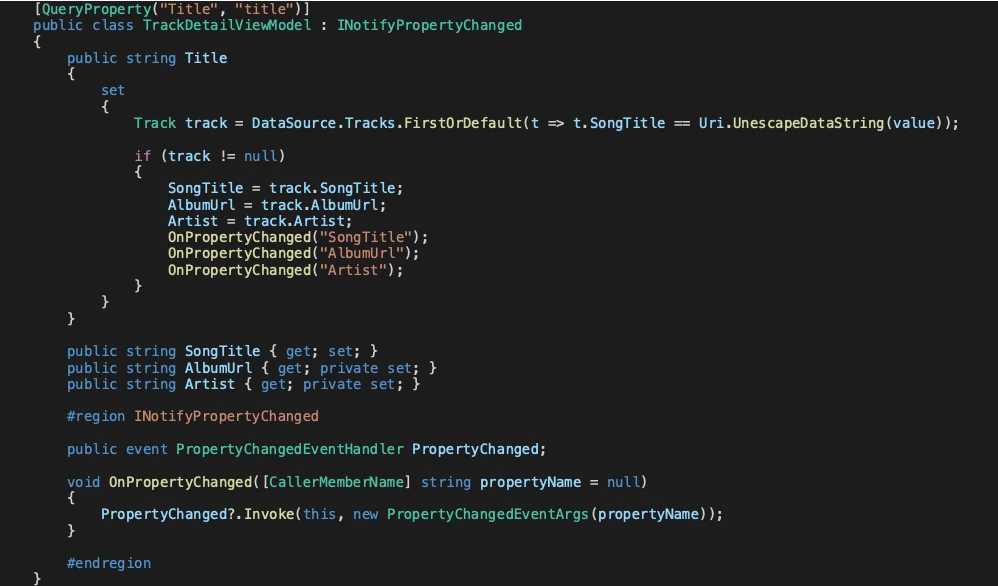 [QueryProperty("Title", "title")]
public class TrackDetailViewModel : INotifyPropertyChanged
{
    public string Title
    {
        set
        {
            Track track = DataSource.Tracks.FirstOrDefault(t => t.SongTitle == Uri.UnescapeDataString(value));

            if (track != null)
            {
                SongTitle = track.SongTitle;
                AlbumUrl = track.AlbumUrl;
                Artist = track.Artist;
                OnPropertyChanged("SongTitle");
                OnPropertyChanged("AlbumUrl");
                OnPropertyChanged("Artist");
            }
        }
    }

    public string SongTitle { get; set; }
    public string AlbumUrl { get; private set; }
    public string Artist { get; private set; }

    #region INotifyPropertyChanged

    public event PropertyChangedEventHandler PropertyChanged;

    void OnPropertyChanged([CallerMemberName] string propertyName = null)
    {
        PropertyChanged?.Invoke(this, new PropertyChangedEventArgs(propertyName));
    }

    #endregion
}